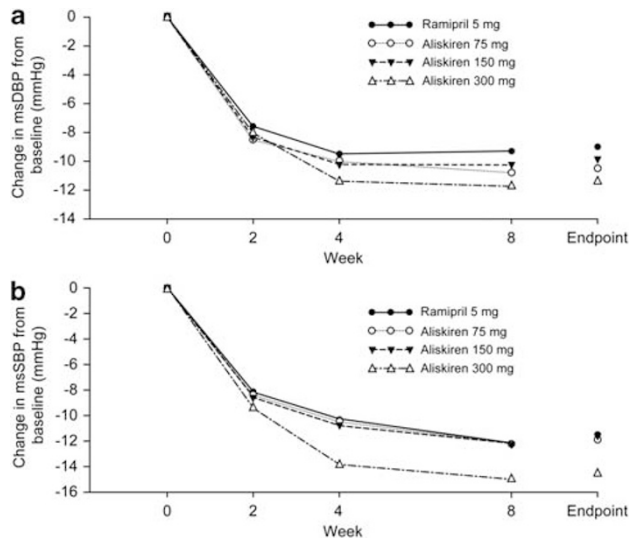 a
Change in msDBP from
baseline (mmHg)
0
-2
-4
-6
-8
-10
-12
-14
Ramipril 5 mg
Aliskiren 75 mg
Aliskiren 150 mg
Aliskiren 300 mg
0 2 4 8 Endpoint
Week
b
Change in msSBP from
baseline (mmHg)
0
-2
-4
-6
-8
-10
-12
-14
-16
Ramipril 5 mg
Aliskiren 75 mg
Aliskiren 150 mg
Aliskiren 300 mg
0 2 4 8 Endpoint
Week